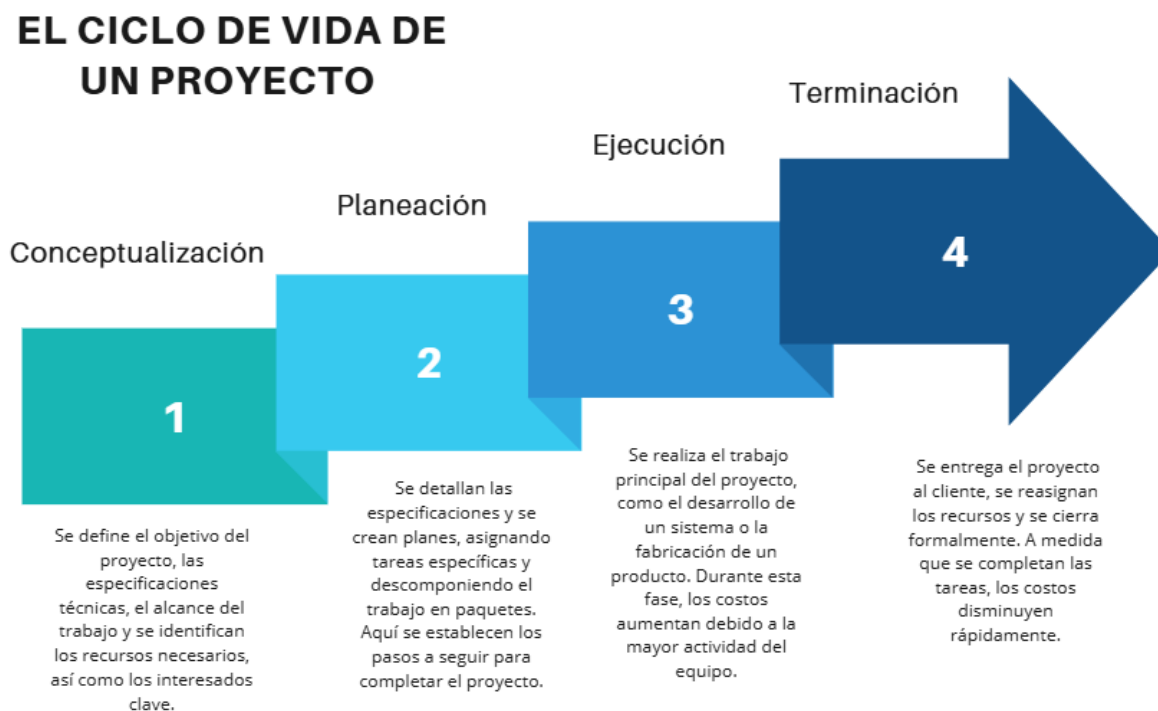 EL CICLO DE VIDA DE
UN PROYECTO
Conceptualización
1
Se define el objetivo del
proyecto, las
especificaciones
técnicas, el alcance del
trabajo y se identifican
los recursos necesarios,
así como los interesados
clave.
Planeación
2
Se detallan las
especificaciones y se
crean planes, asignando
tareas específicas y
descomponiendo el
trabajo en paquetes.
Aquí se establecen los
pasos a seguir para
completar el proyecto.
Ejecución
3
Se realiza el trabajo
principal del proyecto,
como el desarrollo de
un sistema o la
fabricación de un
producto. Durante esta
fase, los costos
aumentan debido a la
mayor actividad del
equipo.
Terminación
4
Se entrega el proyecto
al cliente, se reasignan
los recursos y se cierra
formalmente. A medida
que se completan las
tareas, los costos
disminuyen
rápidamente.